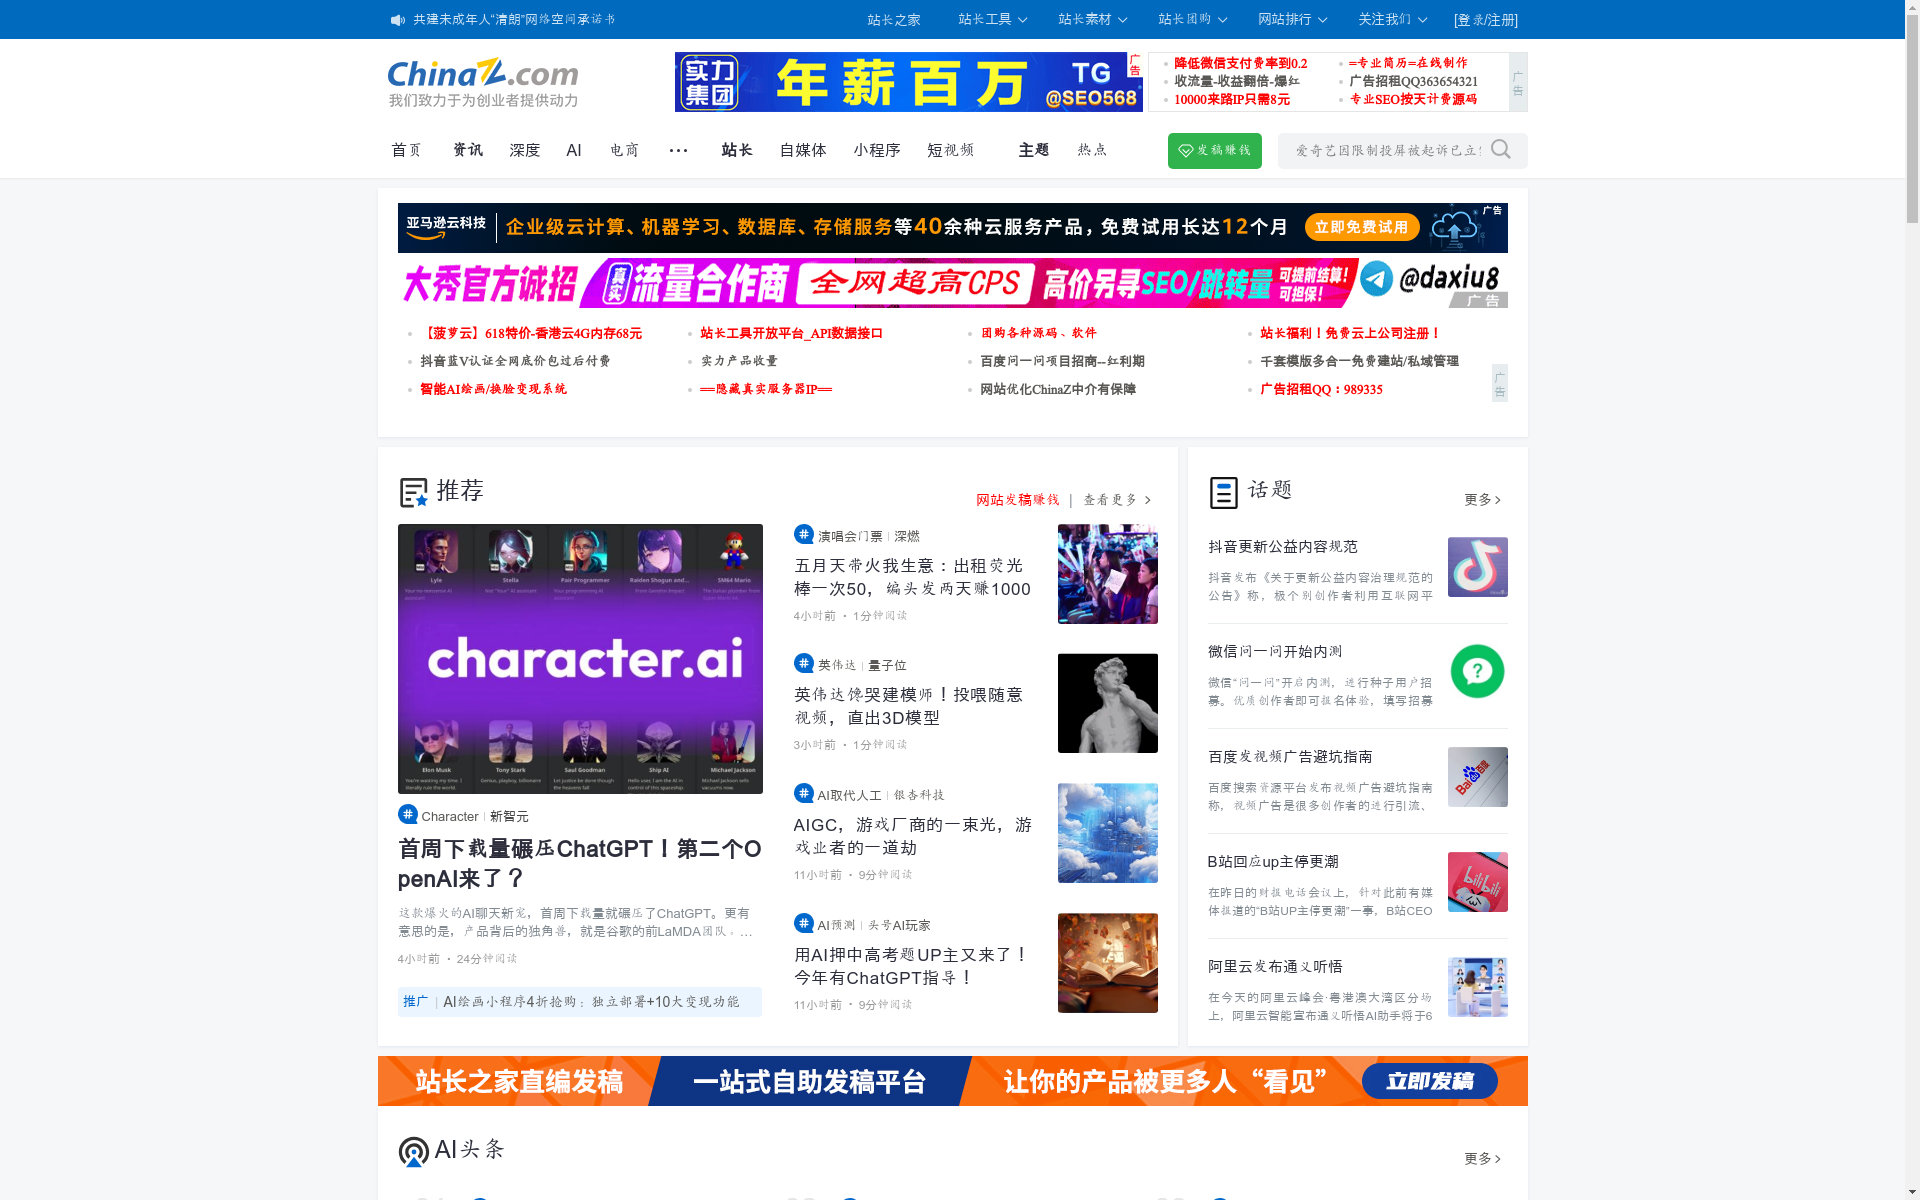 共建未成年人“清朗”网络空间承诺书
站长之家 站长工具 站长素材 站长团购 网站排行 关注我们 [登录/注册]
ChinaZ.com
我们致力于为创业者提供动力
实力集团 年薪百万 TG @SEO568 广告
降低微信支付费率到0.2 =专业简历=在线制作
收流量-收益翻倍-爆红 广告招租QQ363654321
10000来路IP只需8元 专业SEO按天计费源码
广告
首页 资讯 深度 AI 电商 ··· 站长 自媒体 小程序 短视频 主题 热点
发稿赚钱
爱奇艺因限制投屏被起诉已立
亚马逊云科技 企业级云计算、机器学习、数据库、存储服务等40余种云服务产品，免费试用长达12个月 立即免费试用 广告
大秀官方诚招 真实 流量合作商 全网超高CPS 高价另寻SEO/跳转量 可提前结算! 可担保! @daxiu8 广告
【菠萝云】618特价-香港云4G内存68元 站长工具开放平台_API数据接口 团购各种源码、软件 站长福利！免费云上公司注册！
抖音蓝V认证全网底价包过后付费 实力产品收量 百度问一问项目招商--红利期 千套模版多合一免费建站/私域管理
智能AI绘画/换脸变现系统 ==隐藏真实服务器IP== 网站优化ChinaZ中介有保障 广告招租QQ：989335
广告
推荐
网站发稿赚钱 | 查看更多 >
Lyle Stella Pair Programmer Raiden Shogun and... SM64 Mario
character.ai
Elon Musk Tony Stark Saul Goodman Ship AI Michael Jackson
# Character | 新智元
首周下载量碾压ChatGPT！第二个O
penAI来了？
这款爆火的AI聊天新宠，首周下载量就碾压了ChatGPT。更有
意思的是，产品背后的独角兽，就是谷歌的前LaMDA团队。...
4小时前 · 24分钟阅读
推广 | AI绘画小程序4折抢购：独立部署+10大变现功能
# 演唱会门票 | 深燃
五月天带火我生意：出租荧光
棒一次50，编头发两天赚1000
4小时前 · 1分钟阅读
# 英伟达 | 量子位
英伟达馋哭建模师！投喂随意
视频，直出3D模型
3小时前 · 1分钟阅读
# AI取代人工 | 银杏科技
AIGC，游戏厂商的一束光，游
戏业者的一道劫
11小时前 · 9分钟阅读
# AI预测 | 头号AI玩家
用AI押中高考题UP主又来了！
今年有ChatGPT指导！
11小时前 · 9分钟阅读
话题
更多 >
抖音更新公益内容规范
抖音发布《关于更新公益内容治理规范的
公告》称，极个别创作者利用互联网平
微信问一问开始内测
微信“问一问”开启内测，进行种子用户招
募。优质创作者即可报名体验，填写招募
百度发视频广告避坑指南
百度搜索资源平台发布视频广告避坑指南
称，视频广告是很多创作者的进行引流、
Bai 百度
B站回应up主停更潮
在昨日的财报电话会议上，针对此前有媒
体报道的“B站UP主停更潮”一事，B站CEO
bilibili
阿里云发布通义听悟
在今天的阿里云峰会·粤港澳大湾区分场
上，阿里云智能宣布通义听悟AI助手将于6
站长之家直编发稿 一站式自助发稿平台 让你的产品被更多人“看见” 立即发稿
AI头条
更多 >